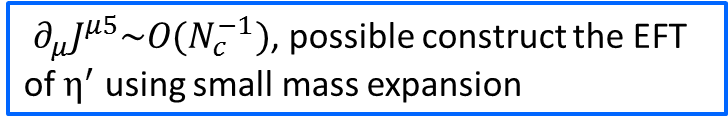 ∂_μJ^{μ5}~O(N_c^{-1}), possible construct the EFT
of η′ using small mass expansion